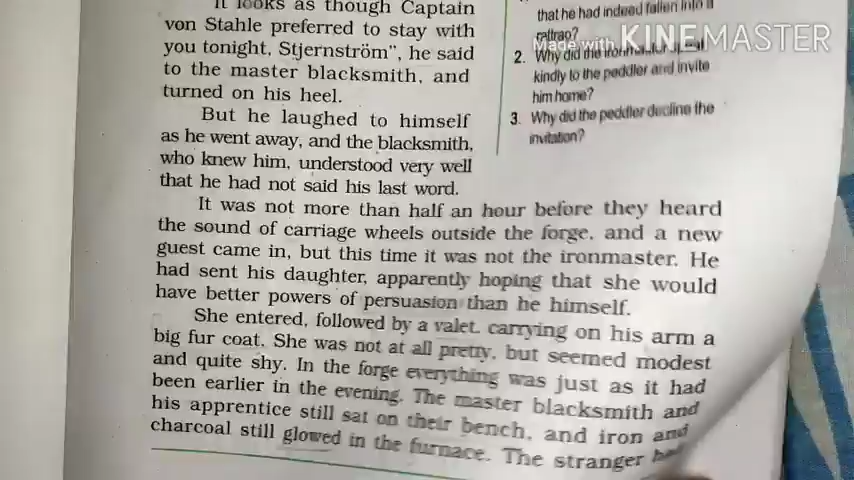 It looks as though Captain
von Stahle preferred to stay with
you tonight, Stjernström”, he said
to the master blacksmith, and
turned on his heel.
But he laughed to himself
as he went away, and the blacksmith,
who knew him, understood very well
that he had not said his last word.
that he had indeed fallen into a
rattrap?
Made with KINEMASTER
2. Why did the
kindly to the peddler and invite
him home?
3. Why did the peddler decline the
invitation?
It was not more than half an hour before they heard
the sound of carriage wheels outside the forge, and a new
guest came in, but this time it was not the ironmaster. He
had sent his daughter, apparently hoping that she would
have better powers of persuasion than he himself.
She entered, followed by a valet, carrying on his arm a
big fur coat. She was not at all pretty, but seemed modest
and quite shy. In the forge everything was just as it had
been earlier in the evening. The master blacksmith and
his apprentice still sat on their bench, and iron and
charcoal still glowed in the furnace. The stranger